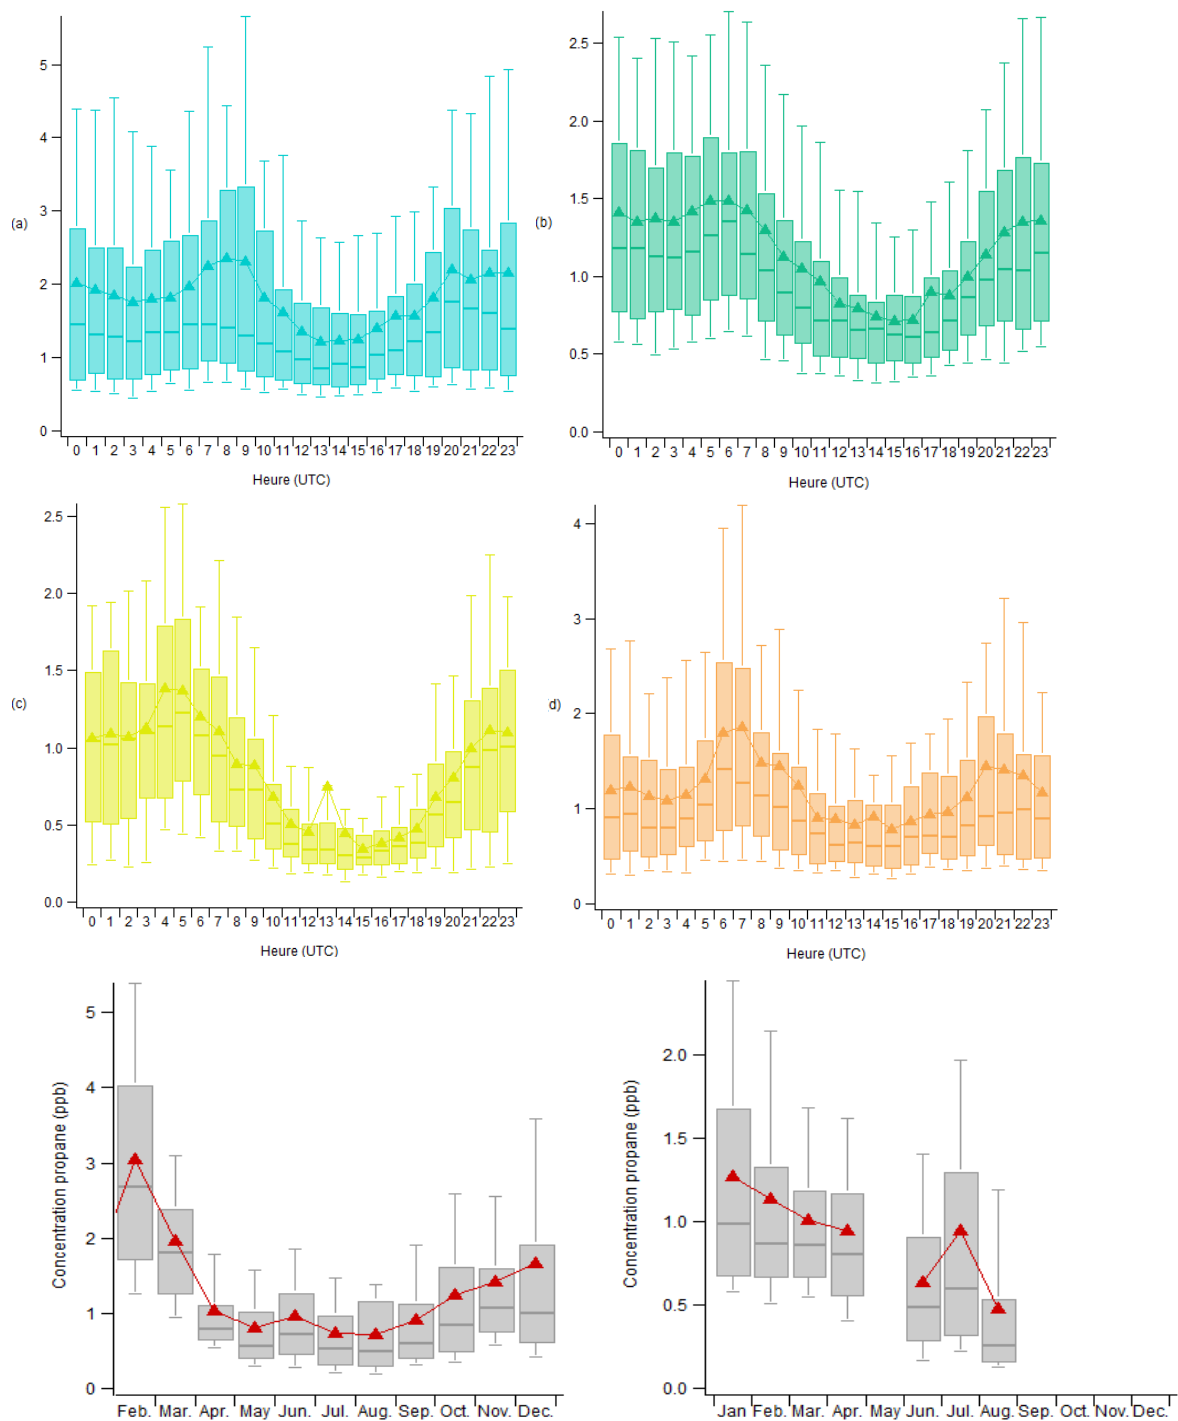 5
4
3
2
1
0
(a)
0 1 2 3 4 5 6 7 8 9 10 11 12 13 14 15 16 17 18 19 20 21 22 23
Heure (UTC)
2.5
2.0
1.5
1.0
0.5
0.0
(b)
0 1 2 3 4 5 6 7 8 9 10 11 12 13 14 15 16 17 18 19 20 21 22 23
Heure (UTC)
2.5
2.0
1.5
1.0
0.5
0.0
(c)
0 1 2 3 4 5 6 7 8 9 10 11 12 13 14 15 16 17 18 19 20 21 22 23
Heure (UTC)
4
3
2
1
0
d)
0 1 2 3 4 5 6 7 8 9 10 11 12 13 14 15 16 17 18 19 20 21 22 23
Heure (UTC)
Concentration propane (ppb)
5
4
3
2
1
0
Feb. Mar. Apr. May Jun. Jul. Aug. Sep. Oct. Nov. Dec.
Concentration propane (ppb)
2.0
1.5
1.0
0.5
0.0
Jan Feb. Mar. Apr. May Jun. Jul. Aug. Sep. Oct. Nov. Dec.